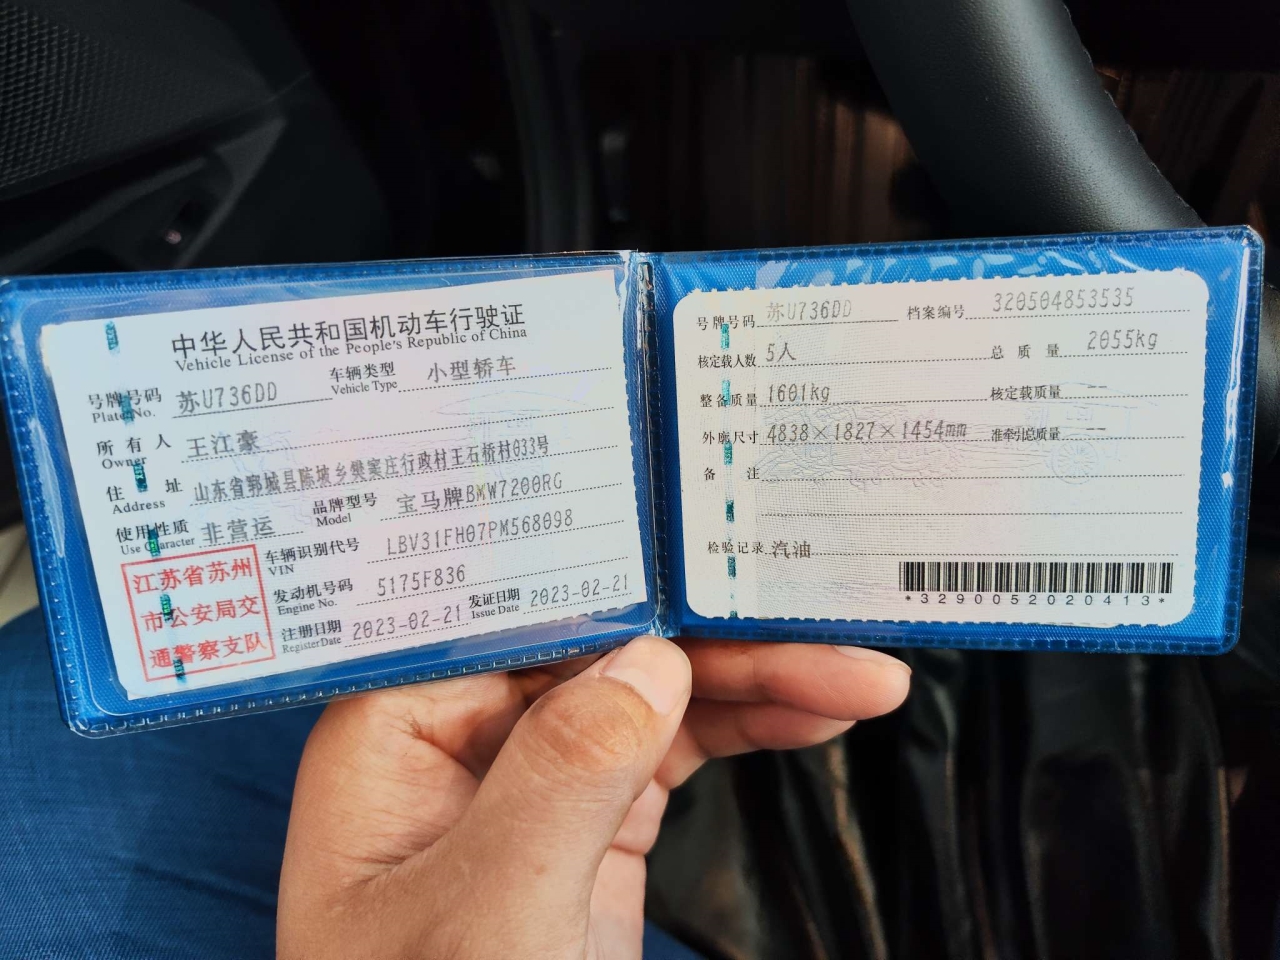 中华人民共和国机动车行驶证
Vehicle License of the People's Republic of China
号牌号码 苏U736DD 车辆类型 小型轿车
Plate No. Vehicle Type
所有人 王江豪
Owner
住址 山东省鄄城县陈坡乡樊窦庄行政村王石桥村033号
Address
使用性质 非营运 品牌型号 宝马牌BMW7200RG
Use Character Model
车辆识别代号 LBV31FH07PM568098
VIN
发动机号码 5175F836
Engine No.
注册日期 2023-02-21 发证日期 2023-02-21
Register Date Issue Date
江苏省苏州
市公安局交
通警察支队
号牌号码 苏U736DD 档案编号 320504853535
核定载人数 5人 总质量 2055kg
整备质量 1601kg 核定载质量 --
外廓尺寸 4838×1827×1454mm 准牵引总质量 --
备注
检验记录 汽油
*3290052020413*